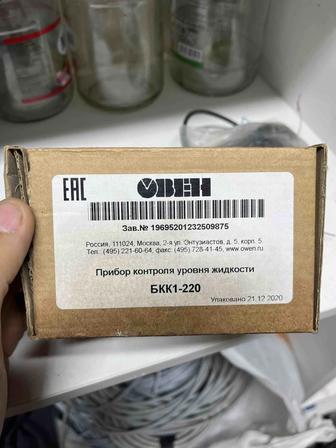 EAC
ОВЕН
Зав.№ 19695201232509875
Россия, 111024, Москва, 2-я ул. Энтузиастов, д. 5, корп. 5
Тел.: (495) 221-60-64, факс: (495) 728-41-45, www.owen.ru
Прибор контроля уровня жидкости
БКК1-220
Упаковано 21.12.2020